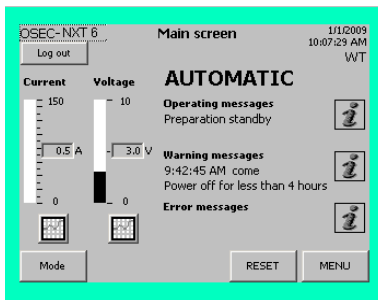 OSEC-NXT 6
Main screen
1/1/2009
10:07:29 AM
Log out
WT
Current
Voltage
AUTOMATIC
150
10
Operating messages
Preparation standby
0.5 A
3.0 V
Warning messages
9:42:45 AM come
Power off for less than 4 hours
0
0
Error messages
Mode
RESET
MENU